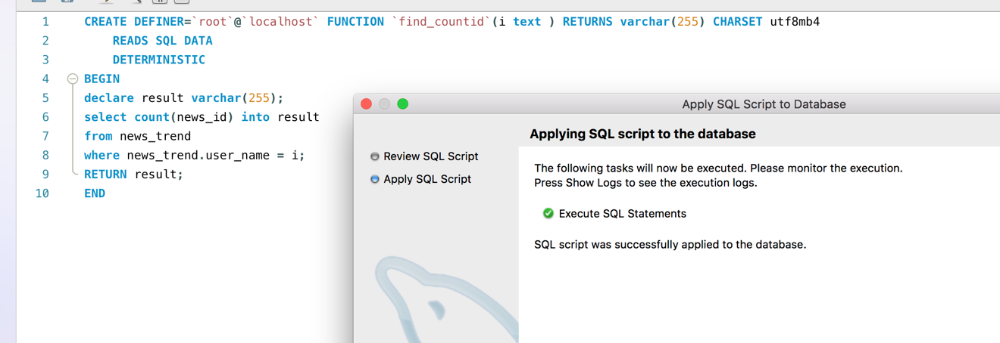 1 CREATE DEFINER=`root`@`localhost` FUNCTION `find_countid`(i text ) RETURNS varchar(255) CHARSET utf8mb4
2 READS SQL DATA
3 DETERMINISTIC
4 BEGIN
5 declare result varchar(255);
6 select count(news_id) into result
7 from news_trend
8 where news_trend.user_name = i;
9 RETURN result;
10 END
Apply SQL Script to Database
Applying SQL script to the database
Review SQL Script
Apply SQL Script
The following tasks will now be executed. Please monitor the execution.
Press Show Logs to see the execution logs.
Execute SQL Statements
SQL script was successfully applied to the database.